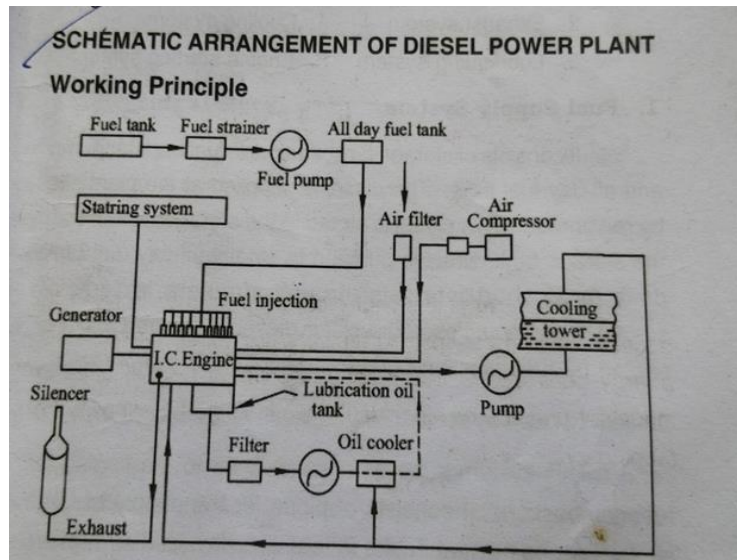 SCHEMATIC ARRANGEMENT OF DIESEL POWER PLANT
Working Principle
Fuel tank
Fuel strainer
All day fuel tank
Fuel pump
Statring system
Air filter
Air
Compressor
Fuel injection
Generator
I.C.Engine
Cooling
tower
Silencer
Lubrication oil
tank
Pump
Filter
Oil cooler
Exhaust